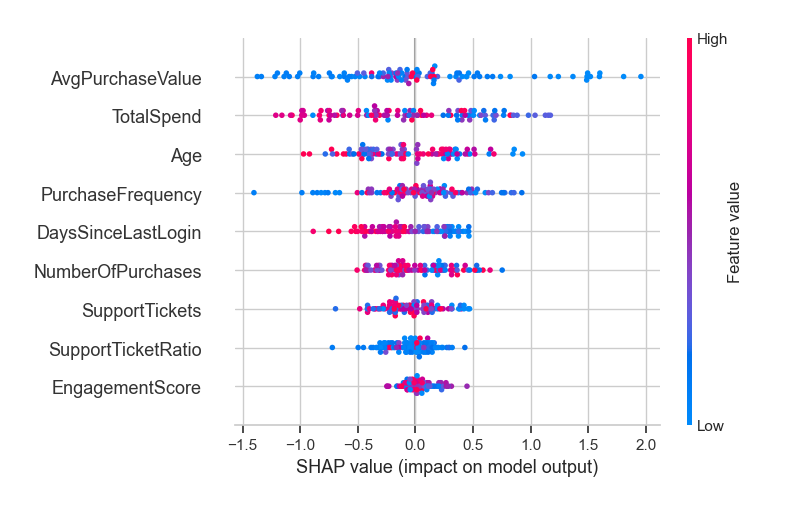 High
AvgPurchaseValue
TotalSpend
Age
PurchaseFrequency
DaysSinceLastLogin
NumberOfPurchases
SupportTickets
SupportTicketRatio
EngagementScore
Feature value
Low
−1.5 −1.0 −0.5 0.0 0.5 1.0 1.5 2.0
SHAP value (impact on model output)